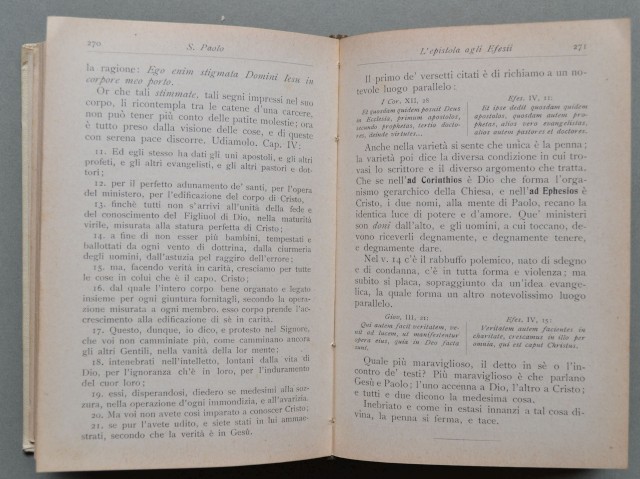 270
S. Paolo
la ragione: Ego enim stigmata Domini Iesu in
corpore meo porto.
Or che tali stimmate, tali segni impressi nel suo
corpo, li ricontempla tra le catene d'una carcere,
non può tener più conto delle patite molestie; ora
è tutto preso dalla visione delle cose, e di queste
con serena pace discorre. Udiamolo. Cap. IV:
11. Ed egli stesso ha dati gli uni apostoli, e gli altri
profeti, e gli altri evangelisti, e gli altri pastori e dot-
tori;
12. per il perfetto adunamento de' santi, per l'opera
del ministero, per l'edificazione del corpo di Cristo;
13. finchè tutti non s'arrivi all'unità della fede e
del conoscimento del Figliuol di Dio, nella maturità
virile, misurata alla statura perfetta di Cristo;
14. a fine di non esser più bambini, tempestati e
ballottati da ogni vento di dottrina, dalla ciurmeria
degli uomini, dall'astuzia pel raggiro dell'errore;
15. ma, facendo verità in carità, cresciamo per tutte
le cose in colui che è il capo, Cristo;
16. dal quale l'intero corpo bene organato e legato
insieme per ogni giuntura fornitagli, secondo la opera-
zione misurata a ogni membro. esso corpo prende l'ac-
crescimento alla edificazione di sè in carità.
17. Questo, dunque, io dico, e protesto nel Signore,
che voi non camminiate più, come camminano ancora
gli altri Gentili, nella vanità della lor mente;
18. intenebrati nell'intelletto, lontani dalla vita di
Dio, per l'ignoranza ch'è in loro, per l'induramento
del cuor loro;
19. essi, disperandosi, diedero se medesimi alla soz-
zura, nella operazione d'ogni immondizia, e all'avarizia.
20. Ma voi non avete così imparato a conoscer Cristo;
21. se pur l'avete udito, e siete stati in lui ammae-
strati, secondo che la verità è in Gesù.
L'epistola agli Efesii
271
Il primo de' versetti citati è di richiamo a un no-
tevole luogo parallelo:
I Cor. XII, 28
Et quosdam quidem posuit Deus
in Ecclesia, primum apostolos,
secundo prophetas, tertio docto-
res, deinde virtutes...
Efes. IV, 11:
Et ipse dedit quosdam quidem
apostolos, quosdam autem pro-
phetas, alios vero evangelistas,
alios autem pastores et doctores.
Anche nella varietà si sente che unica è la penna;
la varietà poi dice la diversa condizione in cui tro-
vasi lo scrittore e il diverso argomento che tratta.
Che se nell'ad Corinthios è Dio che forma l'or-
ganismo gerarchico della Chiesa, e nell'ad Ephesios è
Cristo, i due nomi, alla mente di Paolo, recano la
identica luce di potere e d'amore. Que' ministeri
son doni dall'alto, e gli uomini, a cui toccano, de-
vono riceverli degnamente, e degnamente tenere,
e degnamente dare.
Nel v. 14 c'è il rabbuffo polemico, nato di sdegno
e di condanna, c'è in tutta forma e violenza; ma
subito si placa, sopraggiunto da un'idea evange-
lica, la quale forma un altro notevolissimo luogo
parallelo.
Giov. III, 21:
Qui autem facit veritatem, ve-
nit ad lucem, ut manifestentur
opera eius, quia in Deo facta
sunt.
Efes. IV, 15:
Veritatem autem facientes in
charitate, crescamus in illo per
omnia, qui est caput Christus.
Quale più maraviglioso, il detto in sè o l'in-
contro de' testi? Più maraviglioso è che parlano
Gesù e Paolo; l'uno accenna a Dio, l'altro a Cristo;
e tutti e due dicono la medesima cosa.
Inebriato e come in estasi innanzi a tal cosa di-
vina, la penna si ferma, e tace.